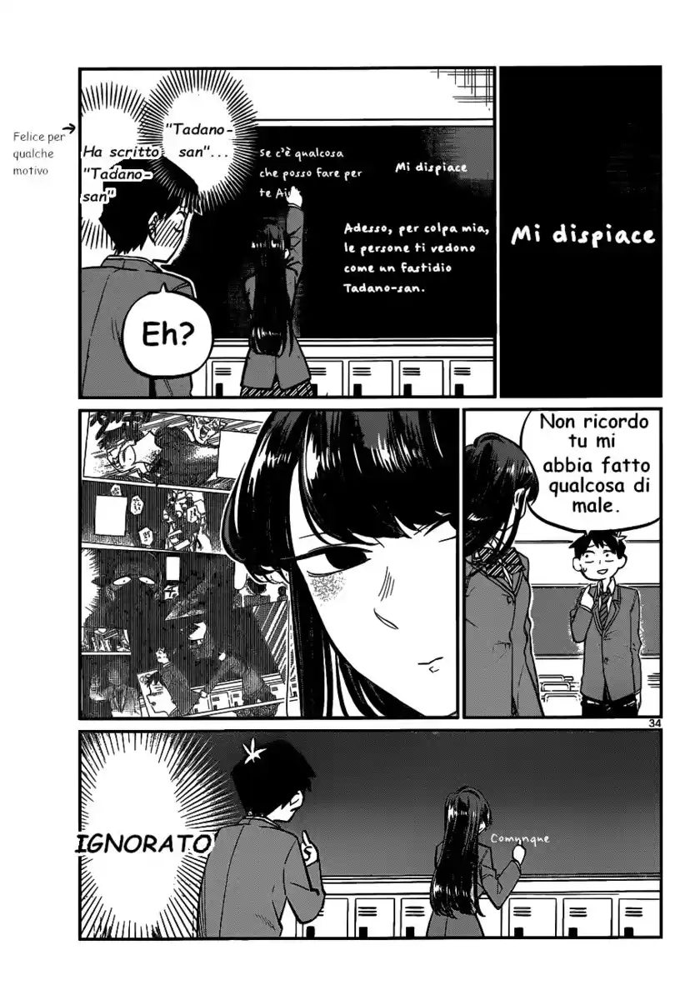 Mi dispiace
Mi dispiace
Adesso, per colpa mia,
le persone ti vedono
come un fastidio
Tadano-san.
Se c'è qualcosa
che posso fare per
te
"Tadano-
san"...
Ha scritto
"Tadano-
san"
Felice per
qualche
motivo
Eh?
Non ricordo
tu mi
abbia fatto
qualcosa di
male.
34
IGNORATO
Comunque